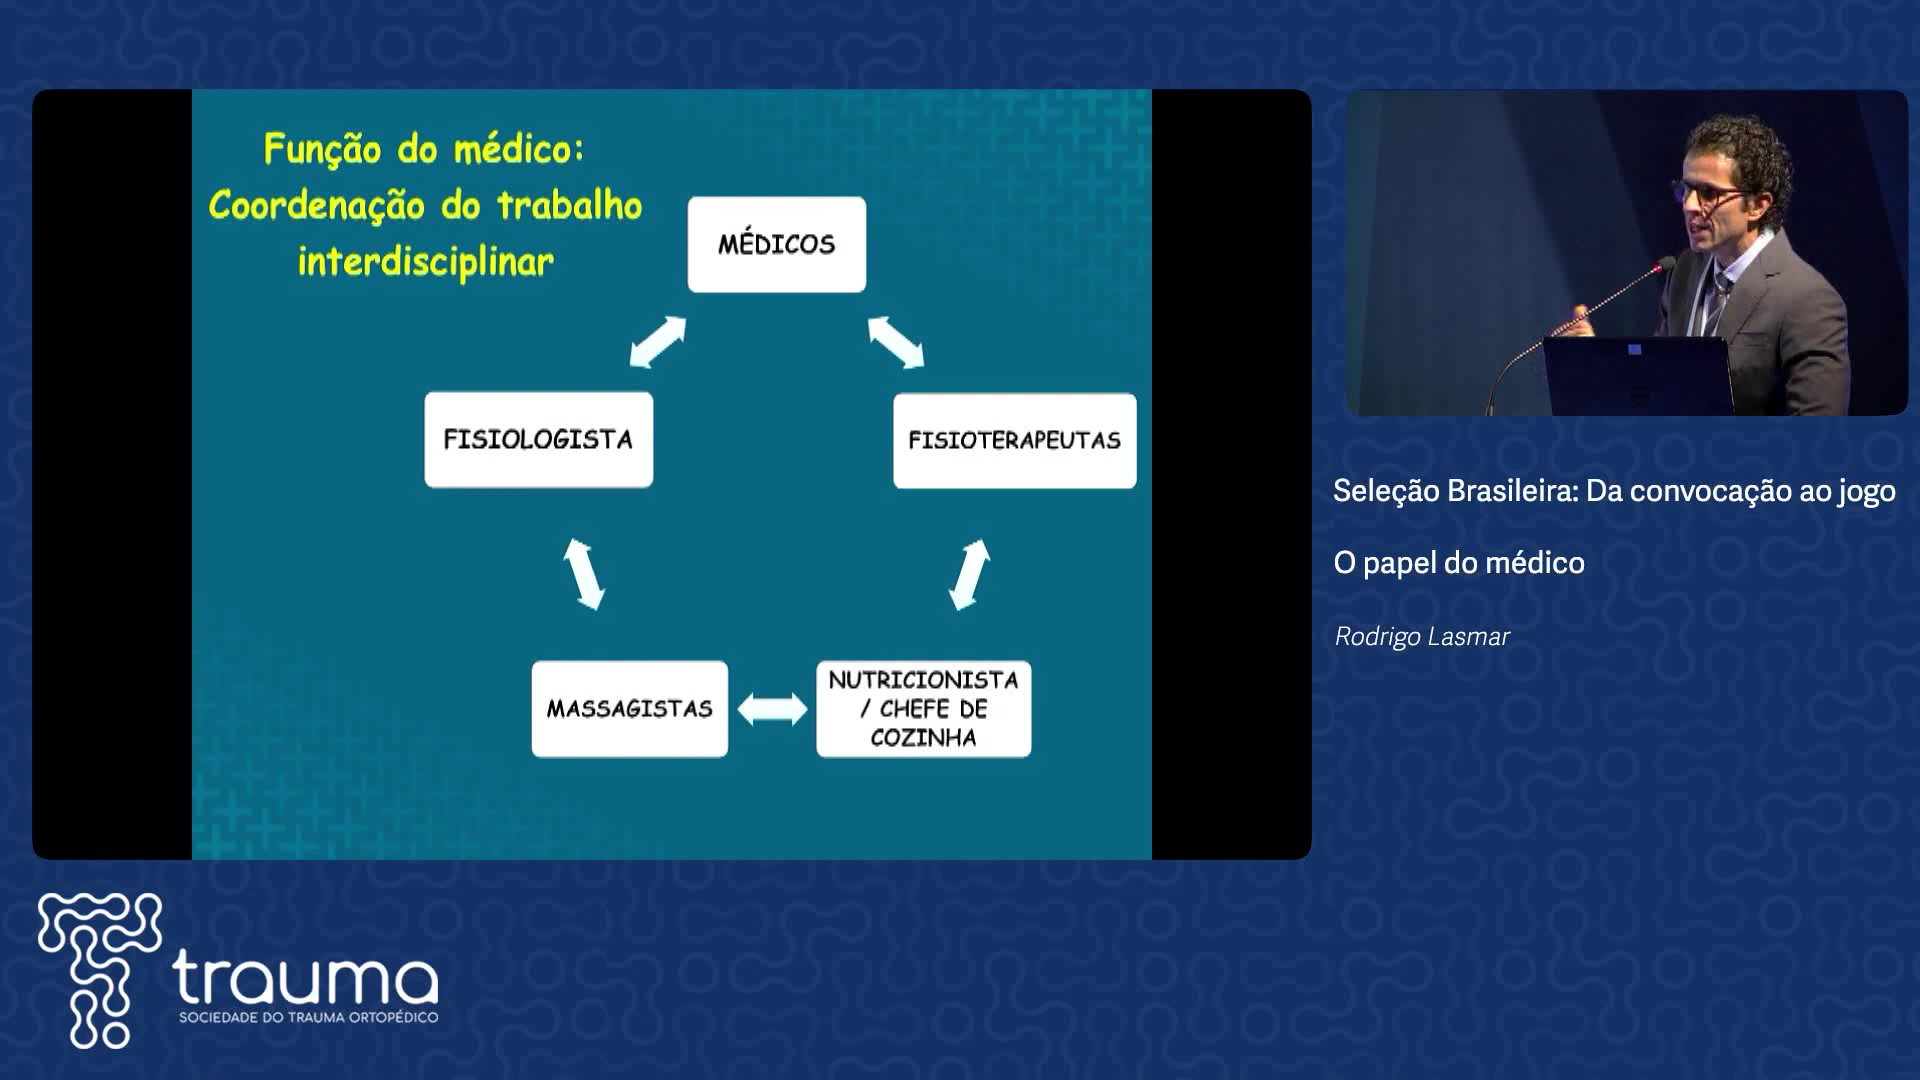 Função do médico:
Coordenação do trabalho
interdisciplinar
MÉDICOS
FISIOLOGISTA
FISIOTERAPEUTAS
MASSAGISTAS
NUTRICIONISTA
/ CHEFE DE
COZINHA
Seleção Brasileira: Da convocação ao jogo
O papel do médico
Rodrigo Lasmar
trauma
SOCIEDADE DO TRAUMA ORTOPÉDICO